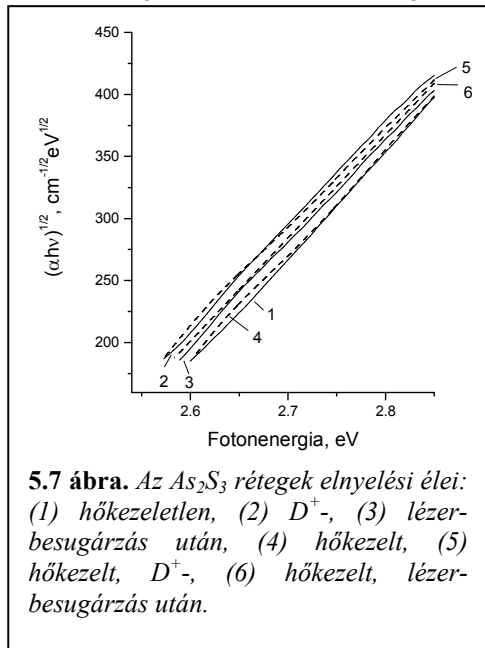 450
400
350
300
250
200
(αhν)^1/2, cm^-1/2 eV^1/2
5
6
1
4
2
3
2.6 2.7 2.8
Fotonenergia, eV
5.7 ábra. Az As₂S₃ rétegek elnyelési élei:
(1) hőkezeletlen, (2) D⁺-, (3) lézer-
besugárzás után, (4) hőkezelt, (5)
hőkezelt, D⁺-, (6) hőkezelt, lézer-
besugárzás után.